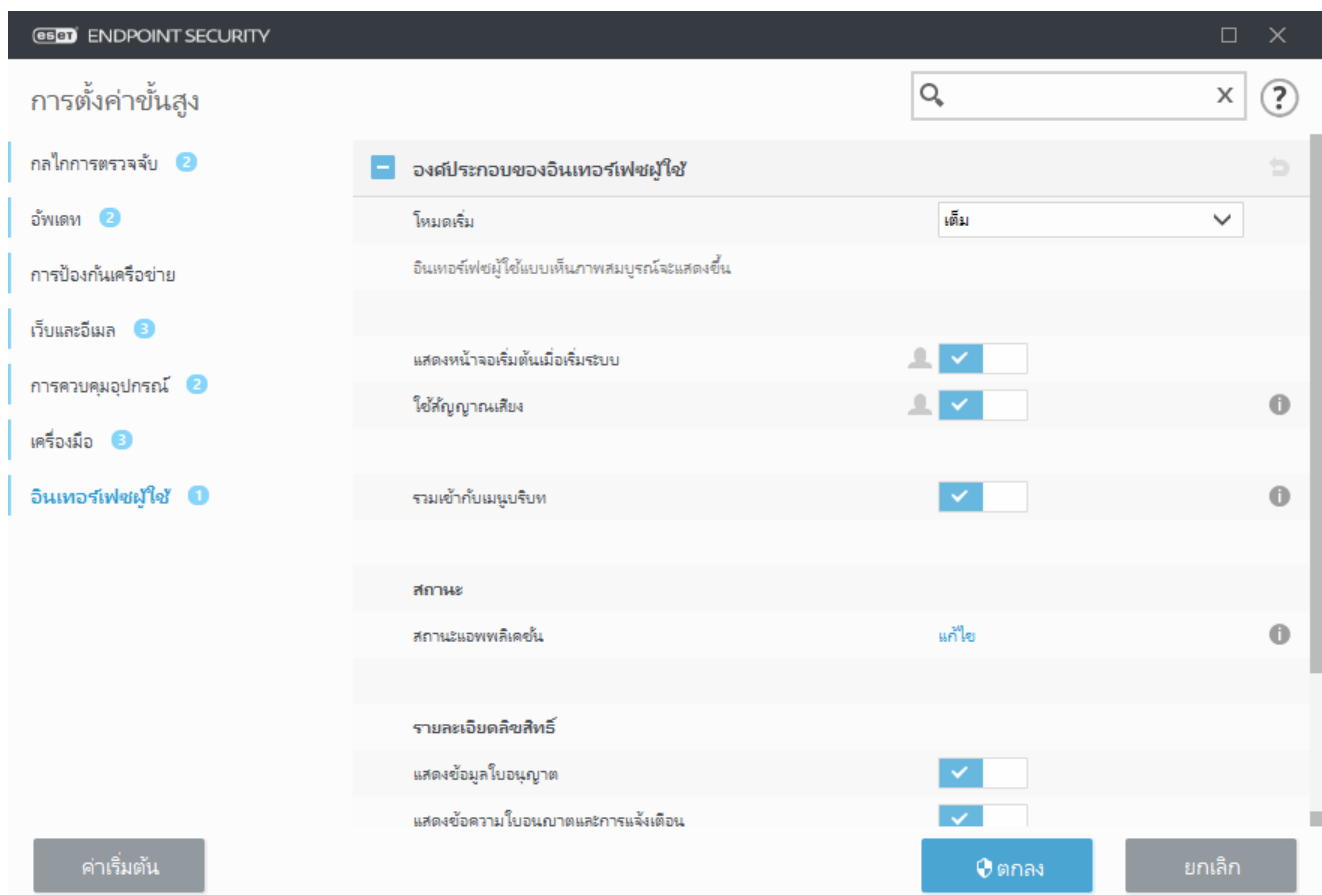 eset ENDPOINT SECURITY
การตั้งค่าขั้นสูง
X
?
กลไกการตรวจจับ 2
อัพเดท 2
การป้องกันเครือข่าย
เว็บและอีเมล 3
การควบคุมอุปกรณ์ 2
เครื่องมือ 3
อินเทอร์เฟซผู้ใช้ 1
องค์ประกอบของอินเทอร์เฟซผู้ใช้
โหมดเริ่ม เต็ม
อินเทอร์เฟซผู้ใช้แบบเห็นภาพสมบูรณ์จะแสดงขึ้น
แสดงหน้าจอเริ่มต้นเมื่อเริ่มระบบ
ใช้สัญญาณเสียง
รวมเข้ากับเมนูบริบท
สถานะ
สถานะแอพพลิเคชั่น แก้ไข
รายละเอียดลิขสิทธิ์
แสดงข้อมูลใบอนุญาต
แสดงข้อความใบอนุญาตและการแจ้งเตือน
ค่าเริ่มต้น
ตกลง
ยกเลิก